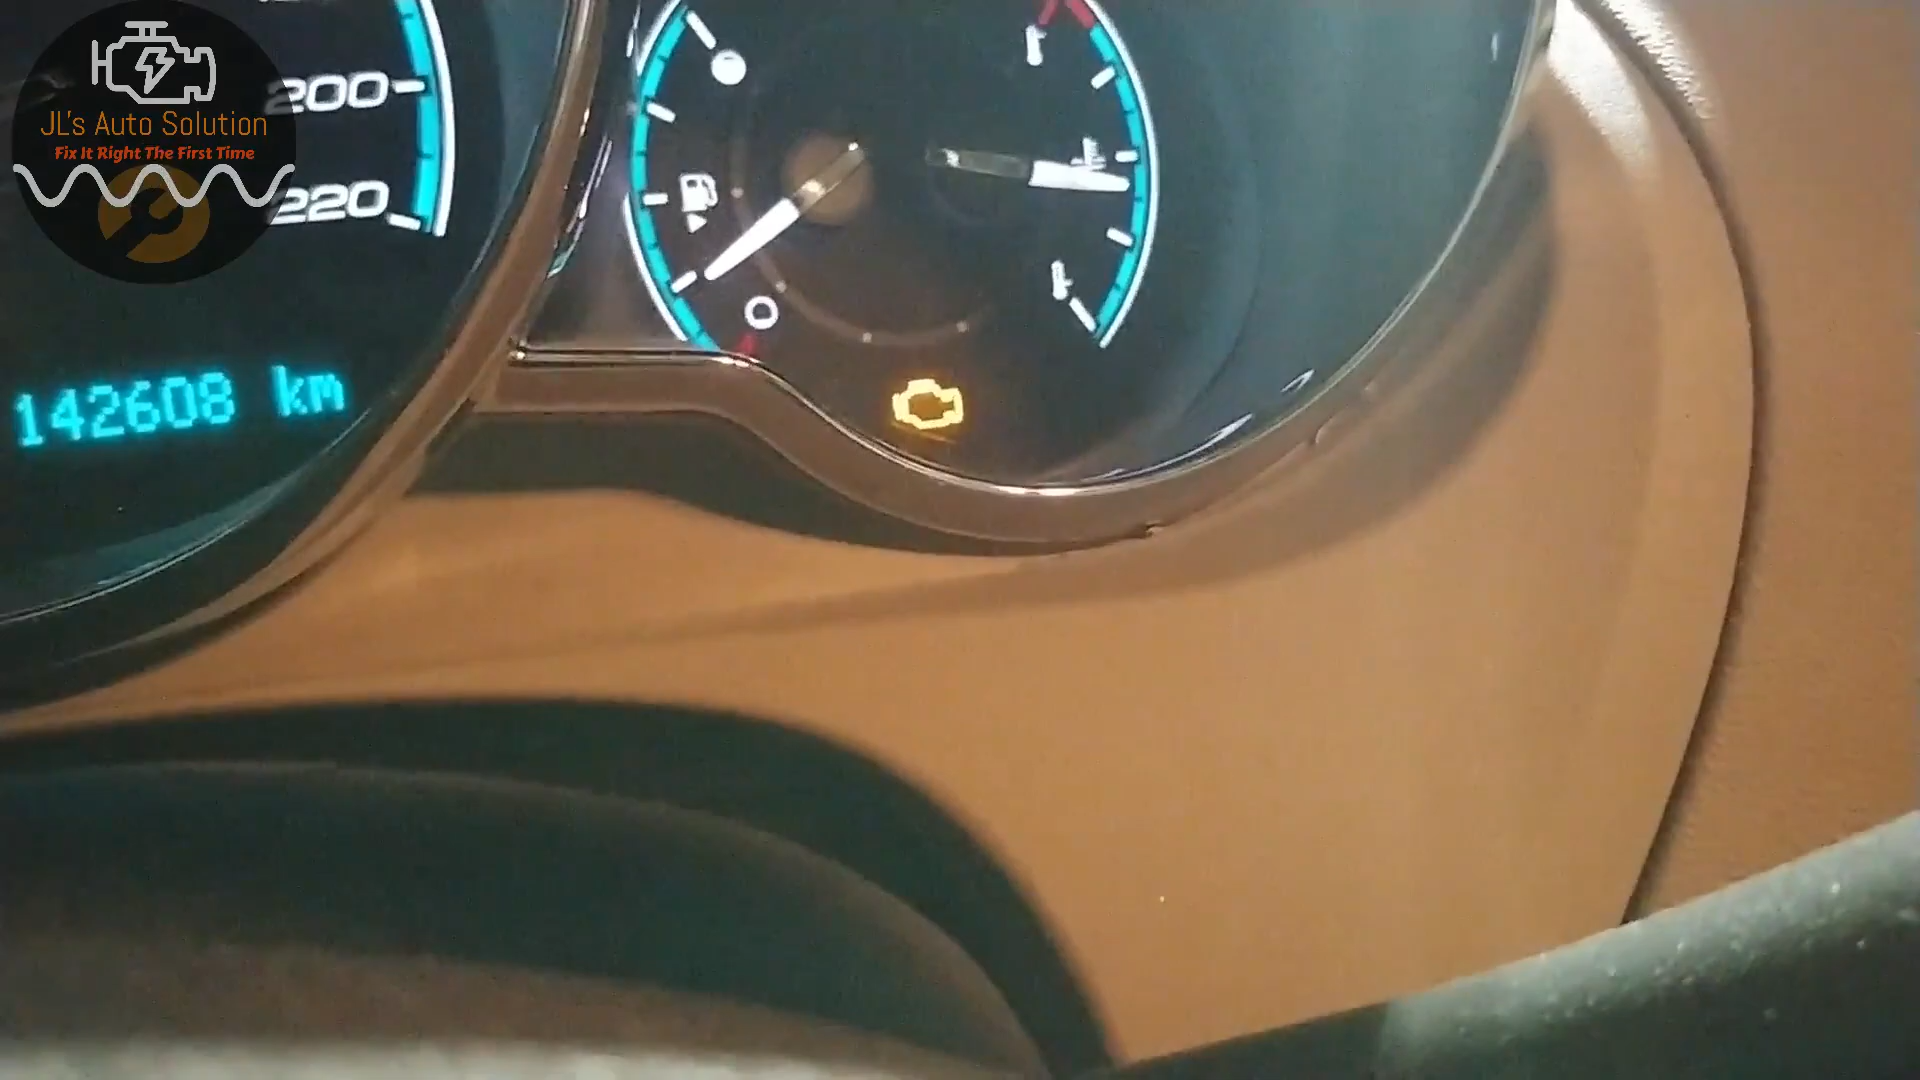 JL's Auto Solution
Fix It Right The First Time
200
220
142608 km